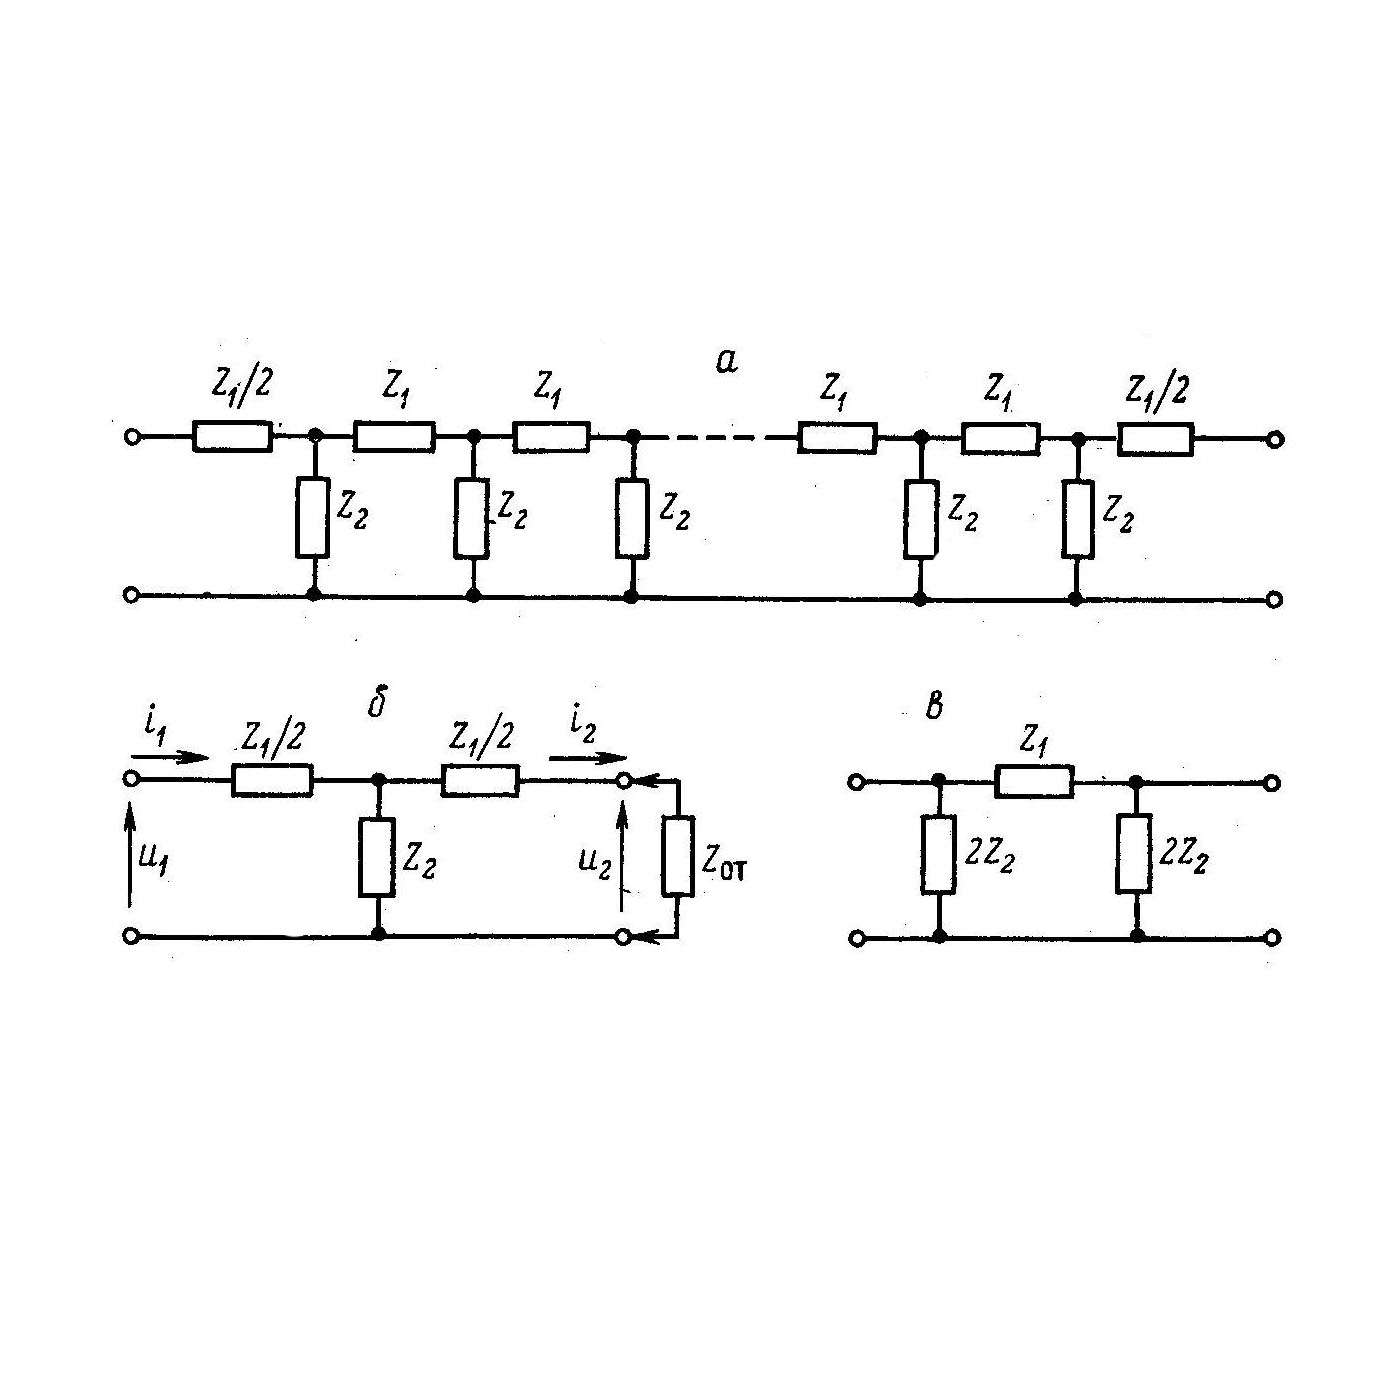 а
Z₁/2 Z₁ Z₁ Z₁ Z₁ Z₁/2
Z₂ Z₂ Z₂ Z₂ Z₂
б в
i₁ Z₁/2 Z₁/2 i₂ Z₁
u₁ Z₂ u₂ Zот 2Z₂ 2Z₂